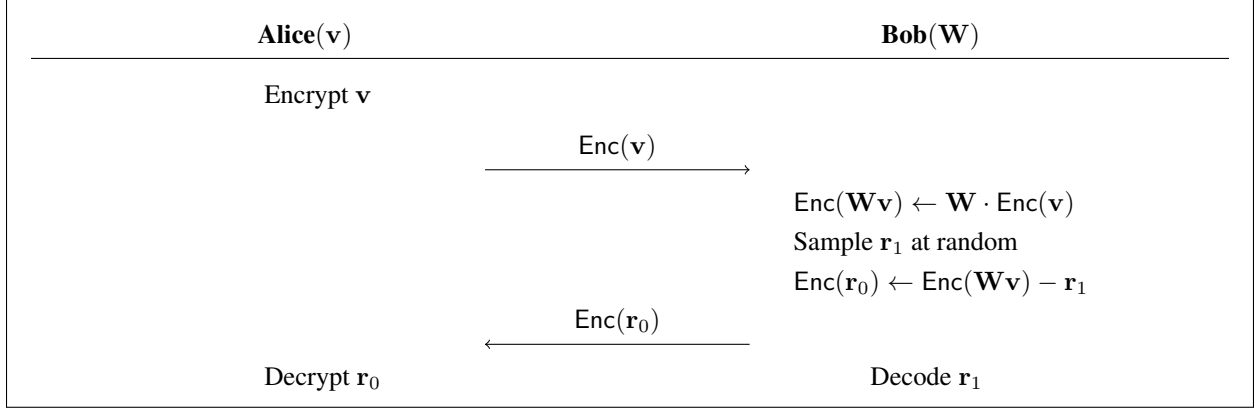 Alice(v) Bob(W)
Encrypt v
Enc(v)
Enc(Wv) ← W · Enc(v)
Sample r₁ at random
Enc(r₀) ← Enc(Wv) − r₁
Enc(r₀)
Decrypt r₀ Decode r₁